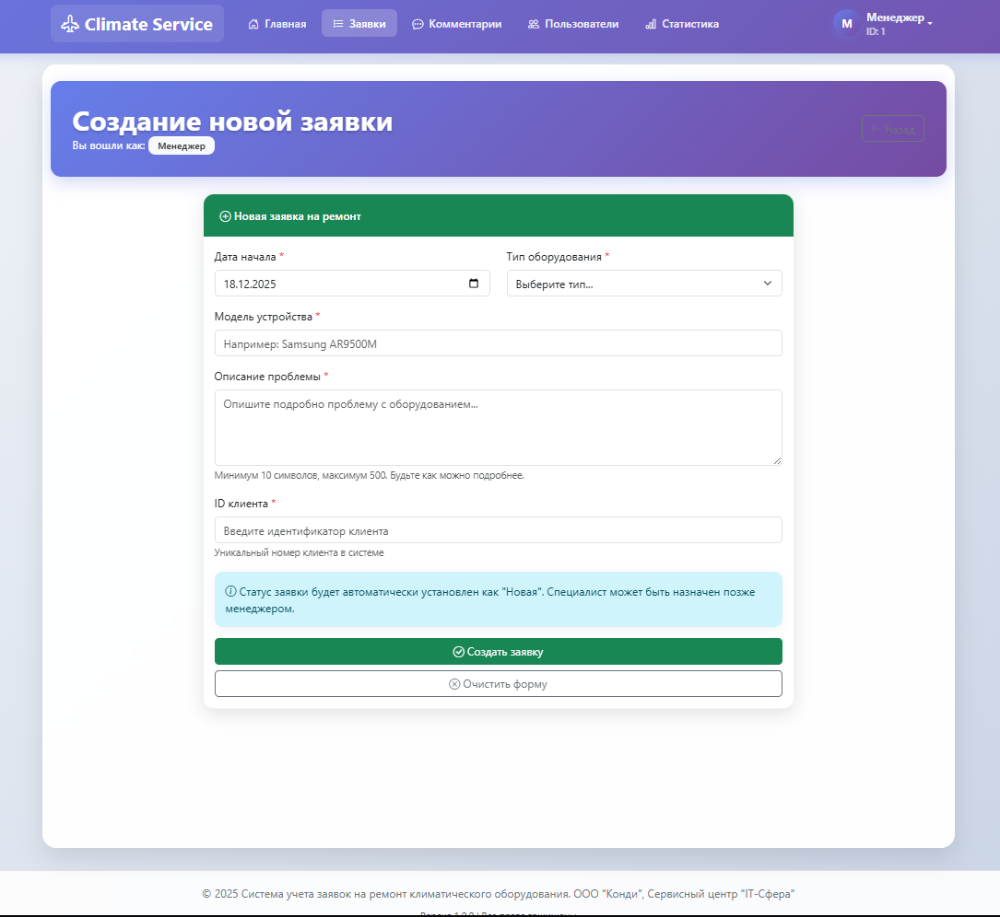 Climate Service
Главная
Заявки
Комментарии
Пользователи
Статистика
М
Менеджер
ID: 1
Создание новой заявки
Вы вошли как: Менеджер
← Назад
Новая заявка на ремонт
Дата начала *
Тип оборудования *
18.12.2025
Выберите тип...
Модель устройства *
Например: Samsung AR9500M
Описание проблемы *
Опишите подробно проблему с оборудованием...
Минимум 10 символов, максимум 500. Будьте как можно подробнее.
ID клиента *
Введите идентификатор клиента
Уникальный номер клиента в системе
Статус заявки будет автоматически установлен как "Новая". Специалист может быть назначен позже
менеджером.
Создать заявку
Очистить форму
© 2025 Система учета заявок на ремонт климатического оборудования. ООО "Конди", Сервисный центр "IT-Сфера"